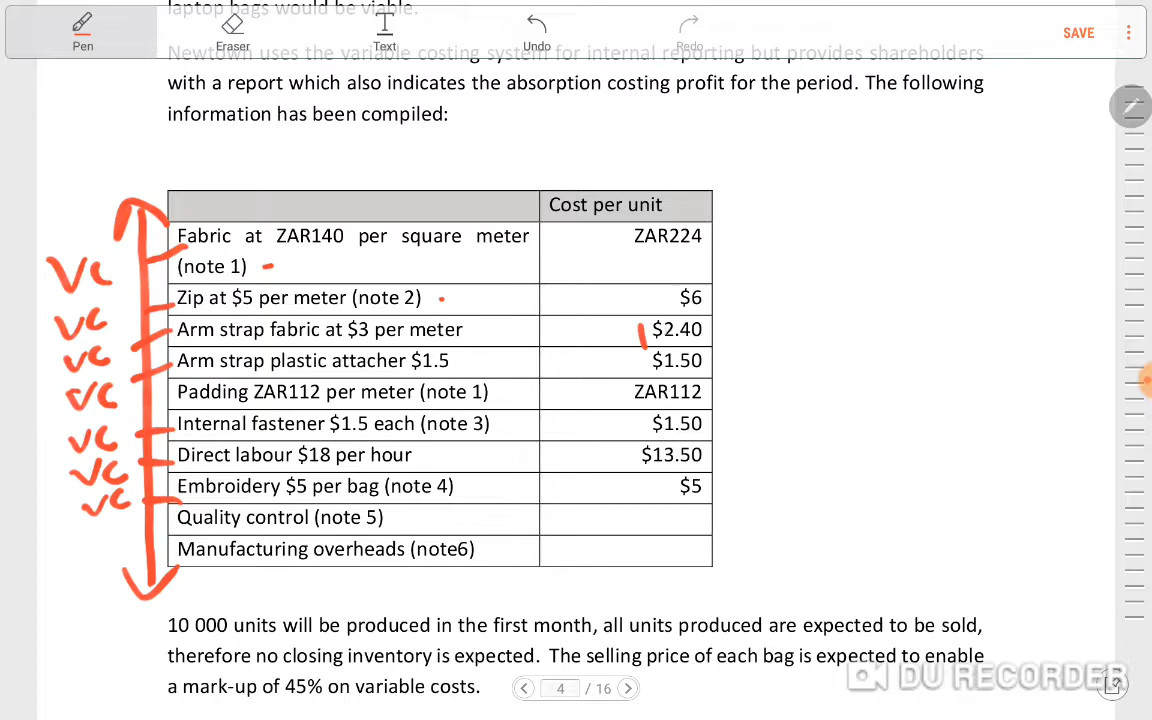 laptop bags would be viable.
Pen
Eraser
Text
Undo
Redo
SAVE
Newtown uses the variable costing system for internal reporting but provides shareholders
with a report which also indicates the absorption costing profit for the period. The following
information has been compiled:
Cost per unit
Fabric at ZAR140 per square meter ZAR224
(note 1)
Zip at $5 per meter (note 2) $6
Arm strap fabric at $3 per meter $2.40
Arm strap plastic attacher $1.5 $1.50
Padding ZAR112 per meter (note 1) ZAR112
Internal fastener $1.5 each (note 3) $1.50
Direct labour $18 per hour $13.50
Embroidery $5 per bag (note 4) $5
Quality control (note 5)
Manufacturing overheads (note6)
VC
VC
VC
VC
VC
VC
VC
10 000 units will be produced in the first month, all units produced are expected to be sold,
therefore no closing inventory is expected. The selling price of each bag is expected to enable
a mark-up of 45% on variable costs.
4 / 16
DU RECORDER